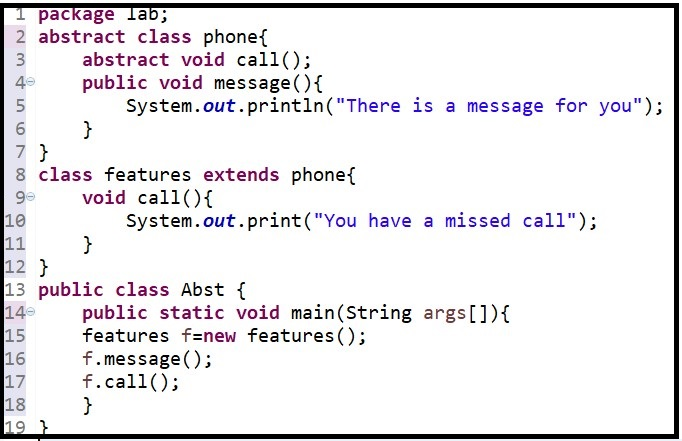 1 package lab;
2 abstract class phone{
3 abstract void call();
4 public void message(){
5 System.out.println("There is a message for you");
6 }
7 }
8 class features extends phone{
9 void call(){
10 System.out.print("You have a missed call");
11 }
12 }
13 public class Abst {
14 public static void main(String args[]){
15 features f=new features();
16 f.message();
17 f.call();
18 }
19 }